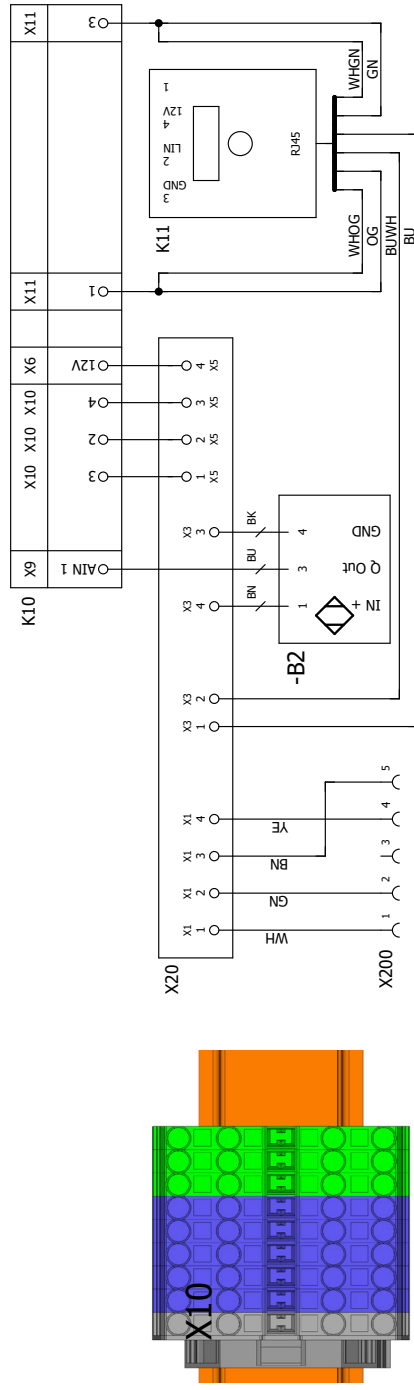 X11
3
X11
1
X6
12V
X10
4
X10
2
X10
3
X9
AIN 1
K10
1
12V
4
LIN
2
GND
3
RJ45
K11
WHGN
GN
WHOG
OG
BUWH
BU
4
X5
3
X5
2
X5
1
X5
X3
3
X3
4
X3
2
X3
1
X1
4
X1
3
X1
2
X1
1
X20
BK
BU
BN
4
GND
3
Q Out
1
IN +
-B2
YE
BN
GN
WH
5
4
3
2
1
X200
X10